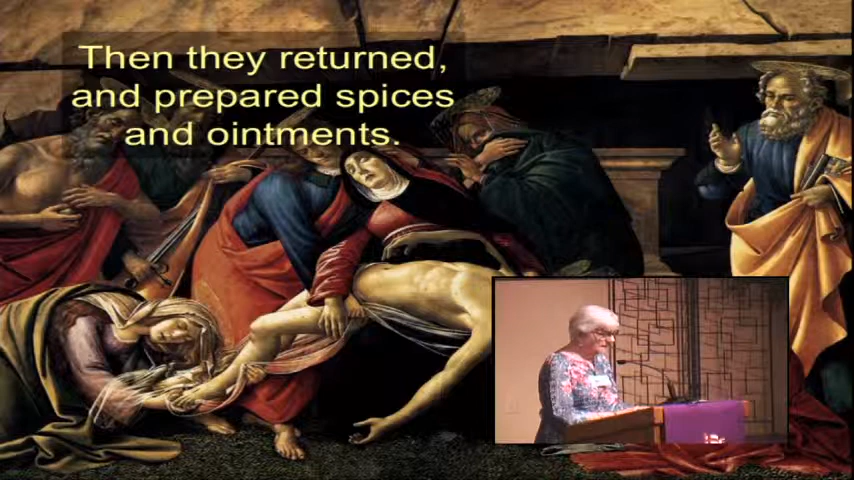 Then they returned,
and prepared spices
and ointments.